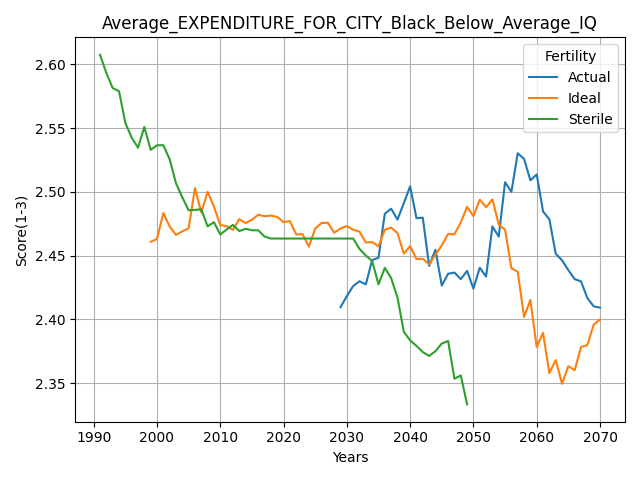 Average_EXPENDITURE_FOR_CITY_Black_Below_Average_IQ
Fertility
Actual
Ideal
Sterile
Score(1-3)
2.60
2.55
2.50
2.45
2.40
2.35
1990 2000 2010 2020 2030 2040 2050 2060 2070
Years